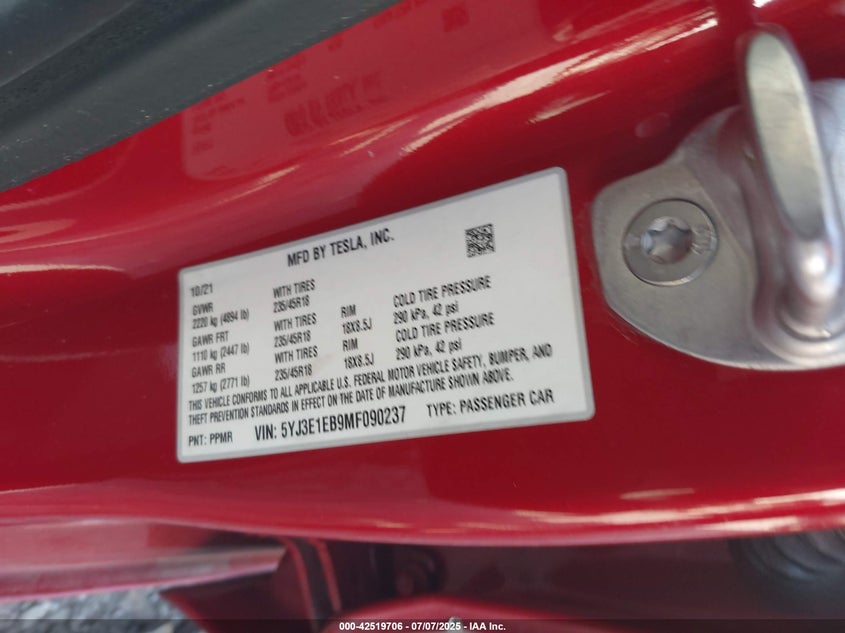 MFD BY TESLA, INC.
10/21
GVWR WITH TIRES
2220 kg (4894 lb) 235/45R18 RIM COLD TIRE PRESSURE
GAWR FRT WITH TIRES 18X8.5J 290 kPa, 42 psi
1110 kg (2447 lb) 235/45R18 RIM COLD TIRE PRESSURE
GAWR RR WITH TIRES 18X8.5J 290 kPa, 42 psi
1257 kg (2771 lb) 235/45R18
THIS VEHICLE CONFORMS TO ALL APPLICABLE U.S. FEDERAL MOTOR VEHICLE SAFETY, BUMPER, AND
THEFT PREVENTION STANDARDS IN EFFECT ON THE DATE OF MANUFACTURE SHOWN ABOVE.
PNT: PPMR VIN: 5YJ3E1EB9MF090237 TYPE: PASSENGER CAR
000-42519706 - 07/07/2025 - IAA Inc.